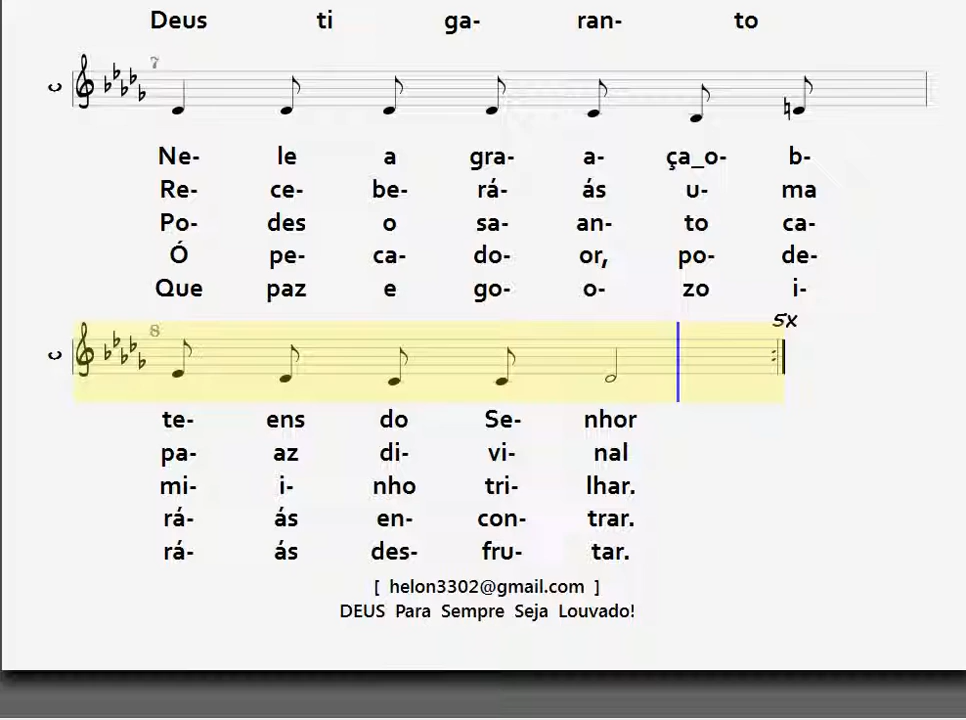 Deus ti ga- ran- to
7
Ne- le a gra- a- ça_o- b-
Re- ce- be- rá- ás u- ma
Po- des o sa- an- to ca-
Ó pe- ca- do- or, po- de-
Que paz e go- o- zo i-
5x
8
te- ens do Se- nhor
pa- az di- vi- nal
mi- i- nho tri- lhar.
rá- ás en- con- trar.
rá- ás des- fru- tar.
[ helon3302@gmail.com ]
DEUS Para Sempre Seja Louvado!